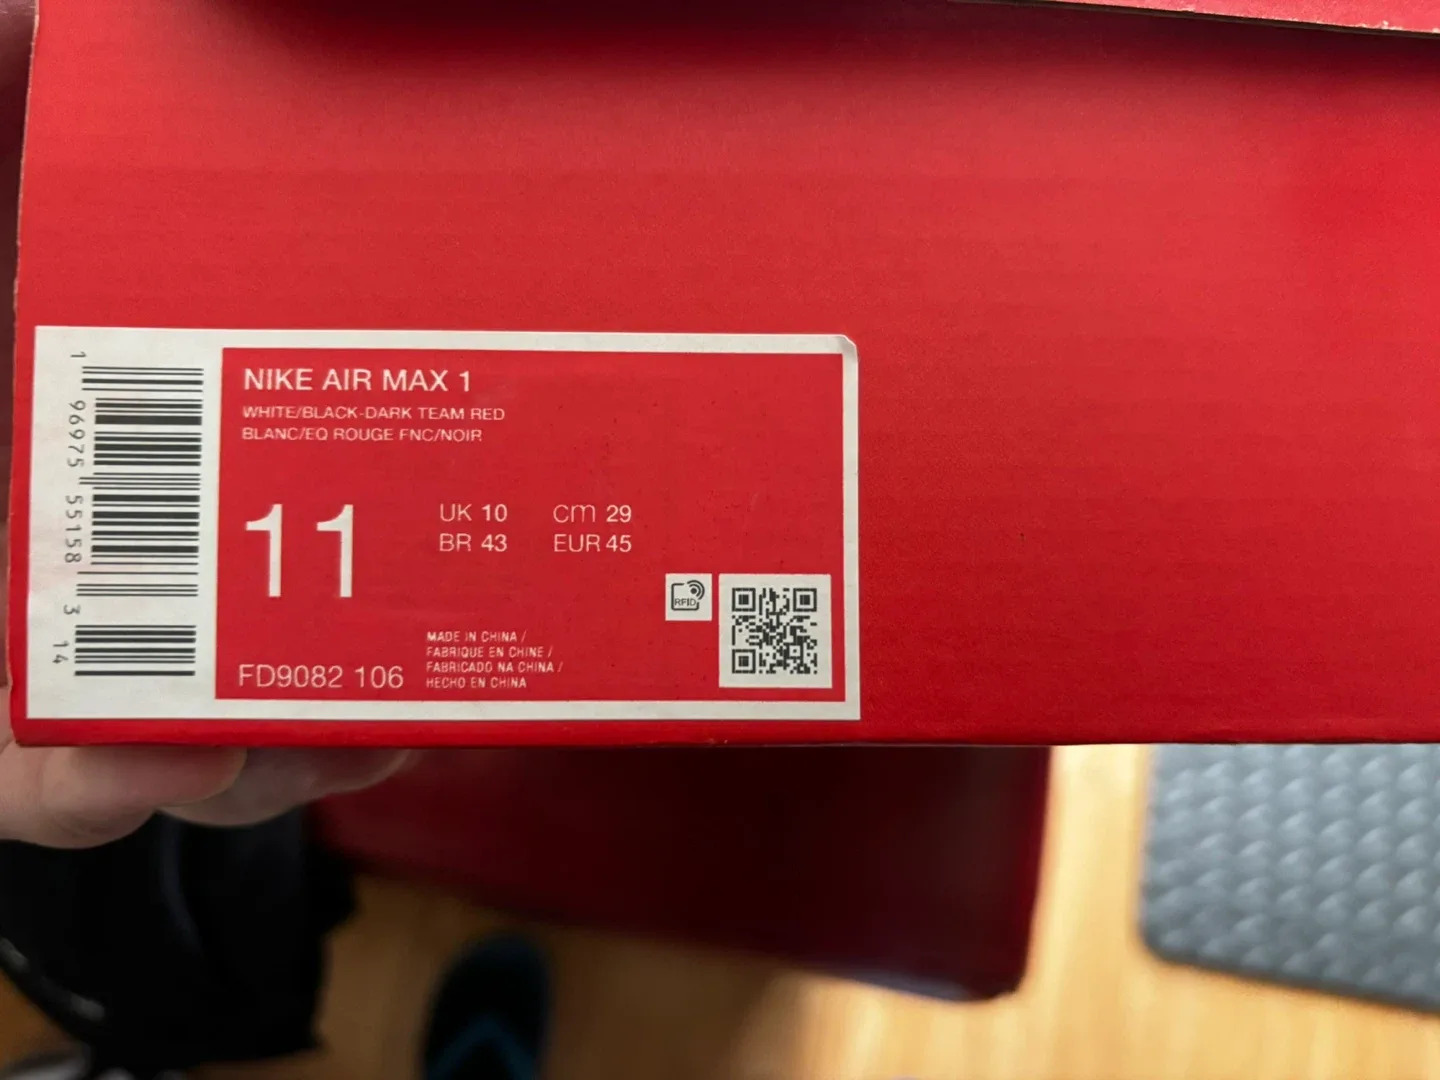 NIKE AIR MAX 1
WHITE/BLACK-DARK TEAM RED
BLANC/EQ ROUGE FNC/NOIR
11
UK 10
cm 29
BR 43
EUR 45
RFID
MADE IN CHINA /
FABRIQUE EN CHINE /
FABRICADO NA CHINA /
HECHO EN CHINA
FD9082 106
1 96975 55158 3 14